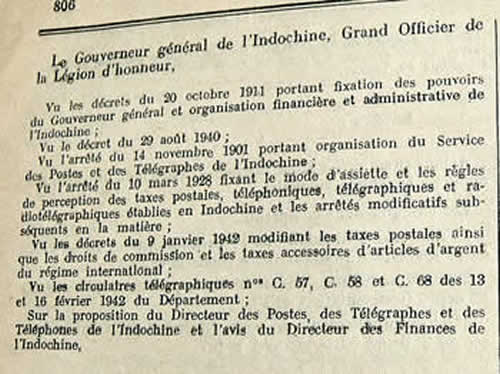 806
Le Gouverneur général de l'Indochine, Grand Officier de
la Légion d'honneur,
Vu les décrets du 20 octobre 1911 portant fixation des pouvoirs
du Gouverneur général et organisation financière et administrative de
l'Indochine ;
Vu le décret du 29 août 1940 ;
Vu l'arrêté du 14 novembre 1901 portant organisation du Service
des Postes et des Télégraphes de l'Indochine ;
Vu l'arrêté du 10 mars 1928 fixant le mode d'assiette et les règles
de perception des taxes postales, téléphoniques, télégraphiques et ra-
diotélégraphiques établies en Indochine et les arrêtés modificatifs sub-
séquents en la matière ;
Vu les décrets du 9 janvier 1942 modifiant les taxes postales ainsi
que les droits de commission et les taxes accessoires d'articles d'argent
du régime international ;
Vu les circulaires télégraphiques nos C. 57, C. 58 et C. 68 des 13
et 16 février 1942 du Département ;
Sur la proposition du Directeur des Postes, des Télégraphes et des
Téléphones de l'Indochine et l'avis du Directeur des Finances de
l'Indochine,